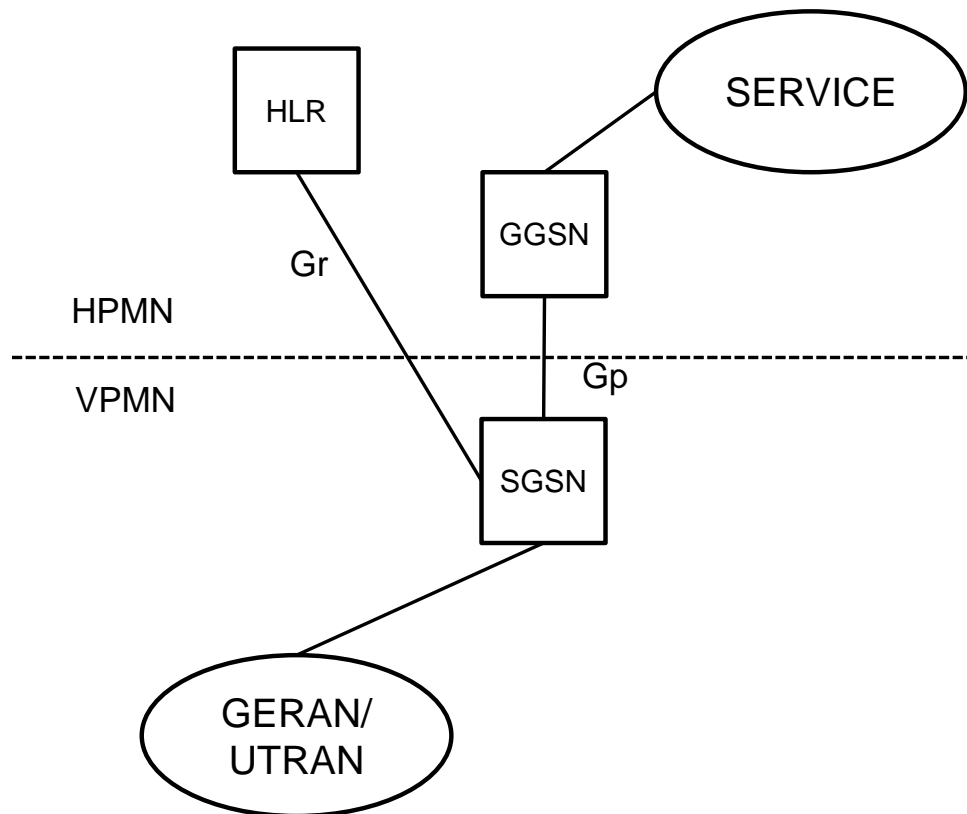 SERVICE
HLR
GGSN
Gr
HPMN
Gp
VPMN
SGSN
GERAN/
UTRAN